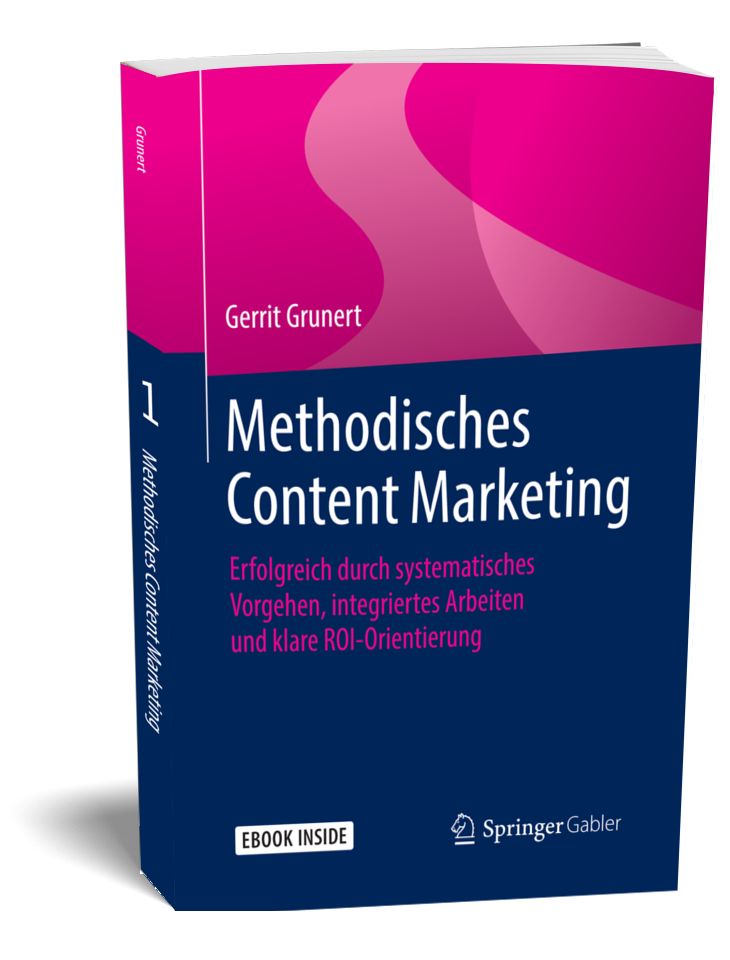 Grunert
1
Methodisches Content Marketing
Gerrit Grunert
Methodisches
Content Marketing
Erfolgreich durch systematisches
Vorgehen, integriertes Arbeiten
und klare ROI-Orientierung
EBOOK INSIDE
Springer Gabler